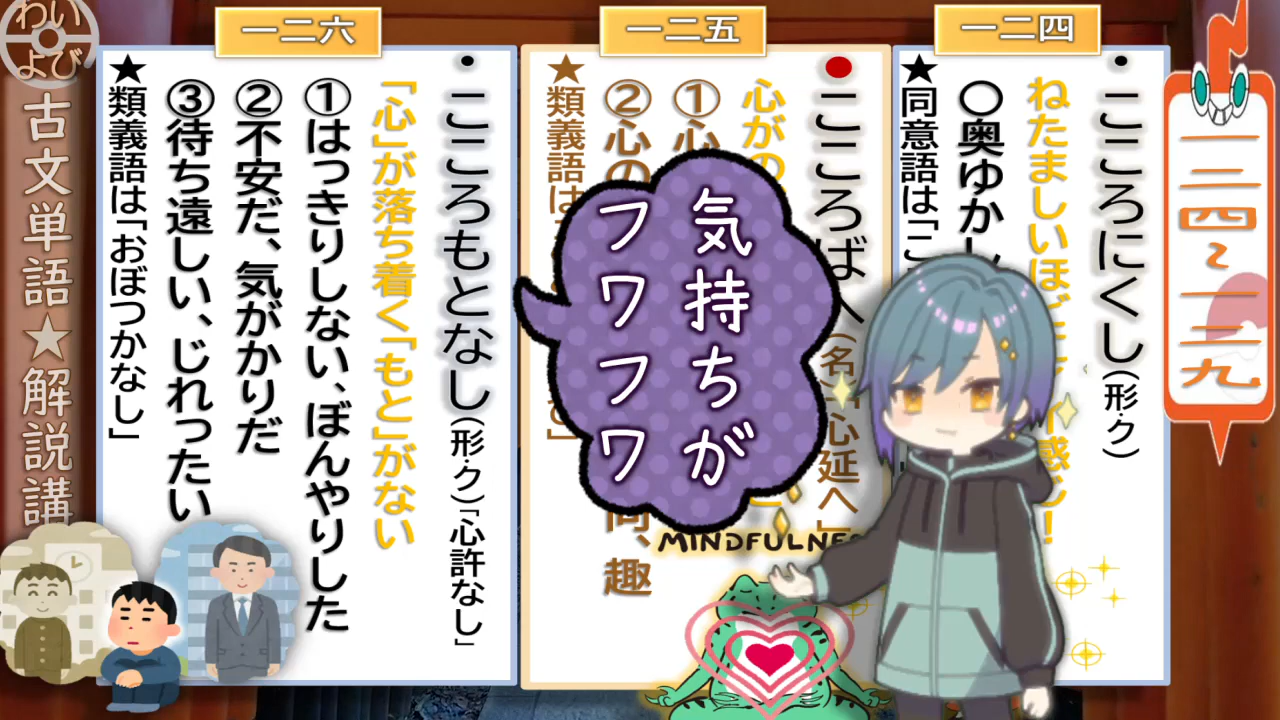 一二四～一二九
一二四
・こころにくし（形・ク）
ねたましいほど
感じ！
〇奥ゆかし
★同意語は「こ
一二五
●こころばへ（名）「心延へ」
心がの
①心
②心の
向、趣
★類義語は
気持ちが
フワフワ
MINDFULNE
一二六
・こころもとなし（形・ク）「心許なし」
「心」が落ち着く「もと」がない
①はっきりしない、ぼんやりした
②不安だ、気がかりだ
③待ち遠しい、じれったい
★類義語は「おぼつかなし」
わい
よび
古文単語★解説講